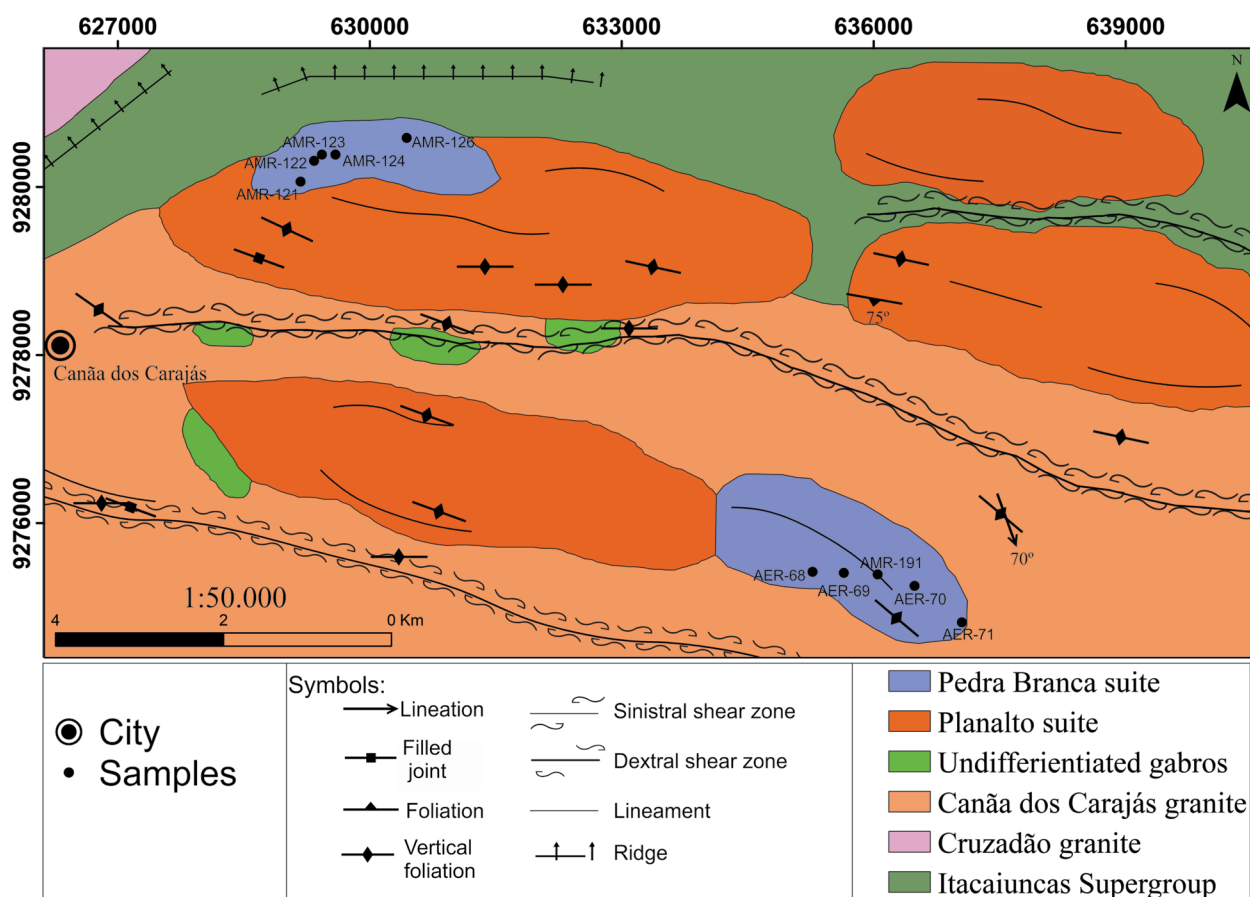 627000 630000 633000 636000 639000
N
AMR-123
AMR-126
AMR-122
AMR-124
AMR-121
9280000
9278000
9276000
75º
Canãa dos Carajás
70º
AER-68
AER-69
AMR-191
AER-70
AER-71
1:50.000
4 2 0 Km
City
Samples
Symbols:
Lineation
Filled
joint
Foliation
Vertical
foliation
Sinistral shear zone
Dextral shear zone
Lineament
Ridge
Pedra Branca suite
Planalto suite
Undifferientiated gabros
Canãa dos Carajás granite
Cruzadão granite
Itacaiuncas Supergroup